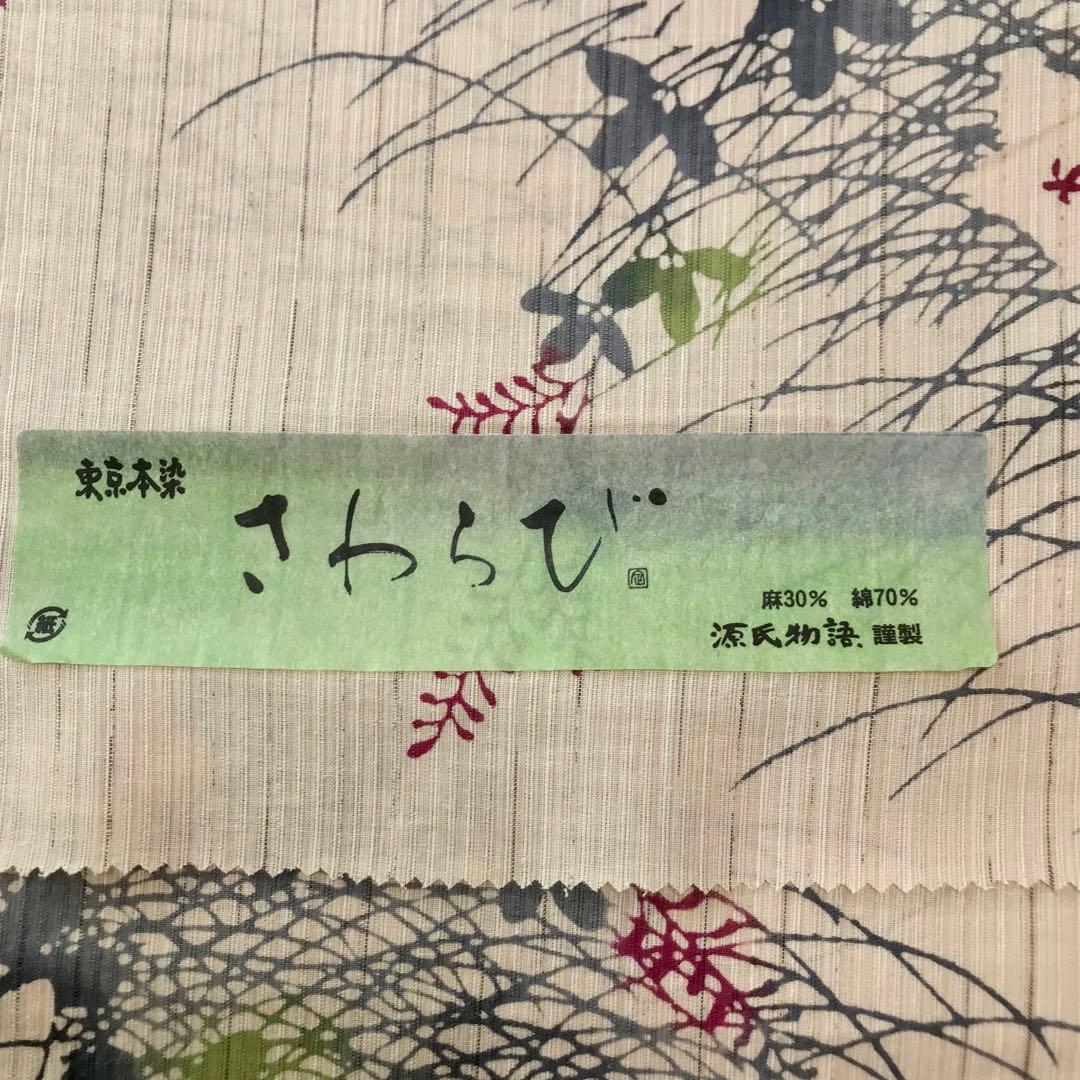 東京本染
さわらび
麻30% 綿70%
源氏物語 謹製
紙